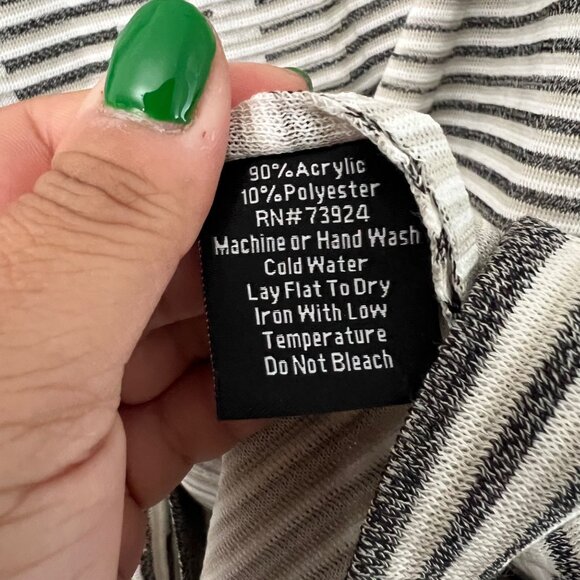 90%Acrylic
10%Polyester
RN#73924
Machine or Hand Wash
Cold Water
Lay Flat To Dry
Iron With Low
Temperature
Do Not Bleach